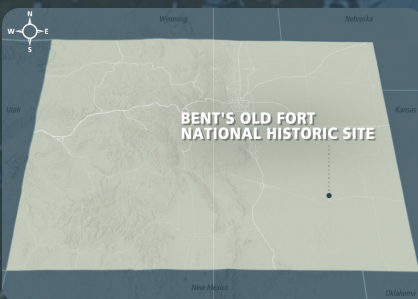 N
W E
S
Wyoming
Nebraska
Utah
Kansas
BENT'S OLD FORT
NATIONAL HISTORIC SITE
New Mexico
Oklahoma